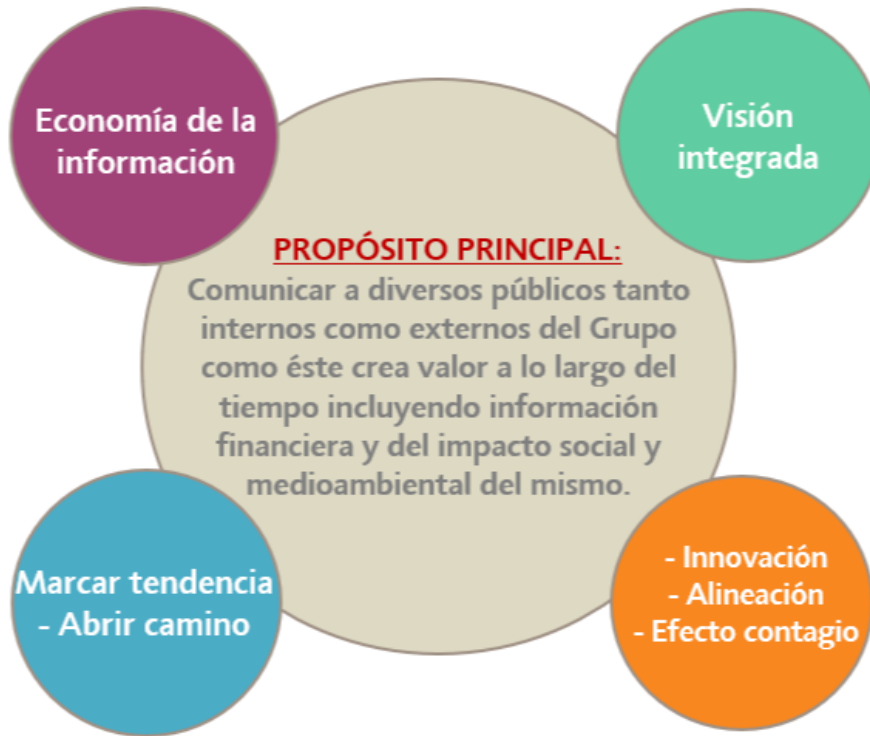 Economía de la
información
Visión
integrada
PROPÓSITO PRINCIPAL:
Comunicar a diversos públicos tanto
internos como externos del Grupo
como éste crea valor a lo largo del
tiempo incluyendo información
financiera y del impacto social y
medioambiental del mismo.
Marcar tendencia
- Abrir camino
- Innovación
- Alineación
- Efecto contagio